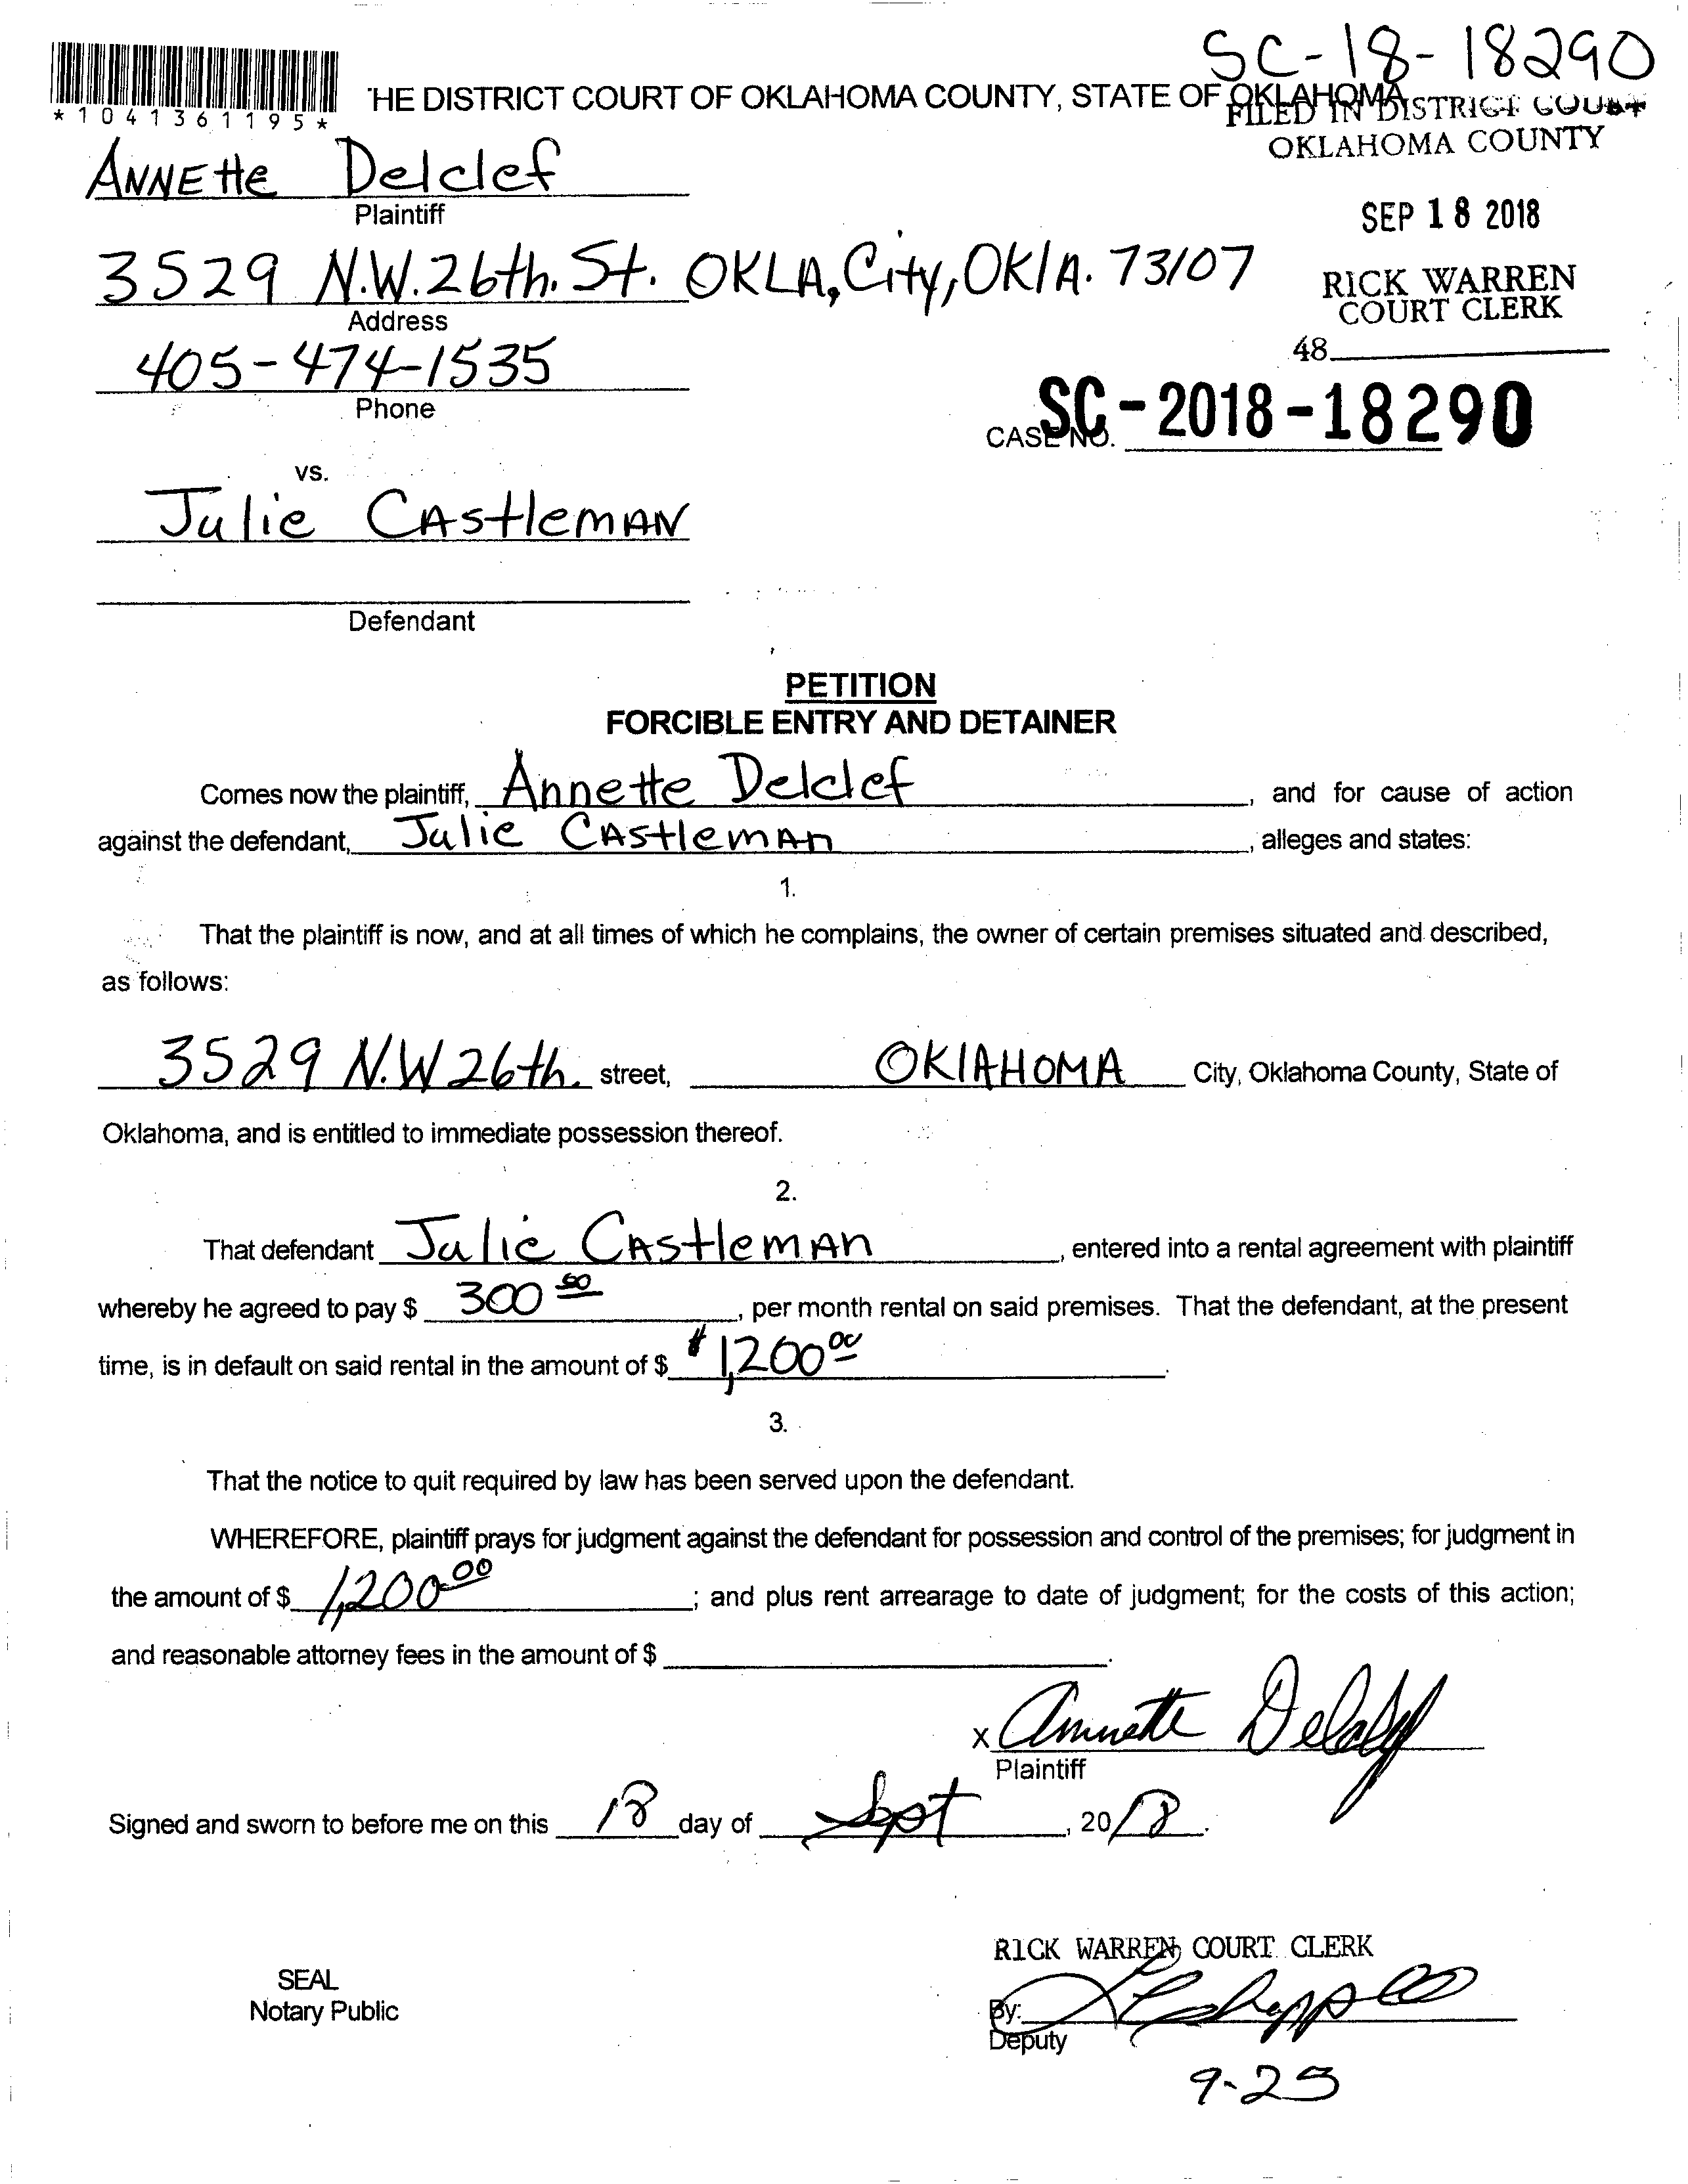 SC-18-18290
*1041361195*
THE DISTRICT COURT OF OKLAHOMA COUNTY, STATE OF OKLAHOMA
FILED IN DISTRICT COURT
OKLAHOMA COUNTY
ANNEtte Delclef
Plaintiff
SEP 18 2018
3529 N.W. 26th. St. OKLA, City, OKlA. 73107
Address
RICK WARREN
COURT CLERK
405-474-1535
Phone
48
CASE NO. SC-2018-18290
vs.
Julie CAstlemAN
Defendant
PETITION
FORCIBLE ENTRY AND DETAINER
Comes now the plaintiff, Annette Delclef, and for cause of action
against the defendant, Julie CAstlemAn, alleges and states:
1.
That the plaintiff is now, and at all times of which he complains, the owner of certain premises situated and described,
as follows:
3529 N.W 26th. street, OKlAHOMA City, Oklahoma County, State of
Oklahoma, and is entitled to immediate possession thereof.
2.
That defendant Julie CAstlemAn, entered into a rental agreement with plaintiff
whereby he agreed to pay $ 300 00, per month rental on said premises. That the defendant, at the present
time, is in default on said rental in the amount of $ $1,200 00.
3.
That the notice to quit required by law has been served upon the defendant.
WHEREFORE, plaintiff prays for judgment against the defendant for possession and control of the premises; for judgment in
the amount of $ 1,200.00; and plus rent arrearage to date of judgment; for the costs of this action;
and reasonable attorney fees in the amount of $
x Annette Delclef
Plaintiff
Signed and sworn to before me on this 18 day of Sept, 2018.
RICK WARREN, COURT CLERK
SEAL
Notary Public
By:
Deputy
9-25